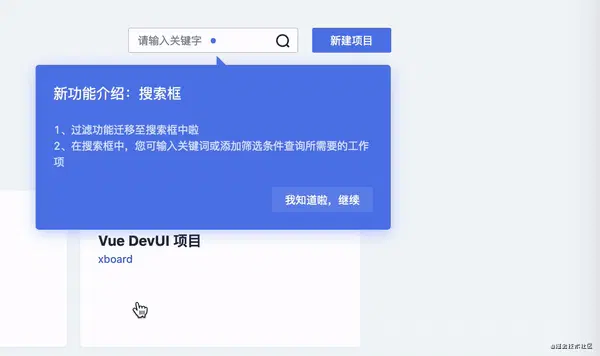 请输入关键字
新建项目
新功能介绍：搜索框
1、过滤功能迁移至搜索框中啦
2、在搜索框中，您可输入关键词或添加筛选条件查询所需要的工作
项
我知道啦，继续
Vue DevUI 项目
xboard
@掘金技术社区